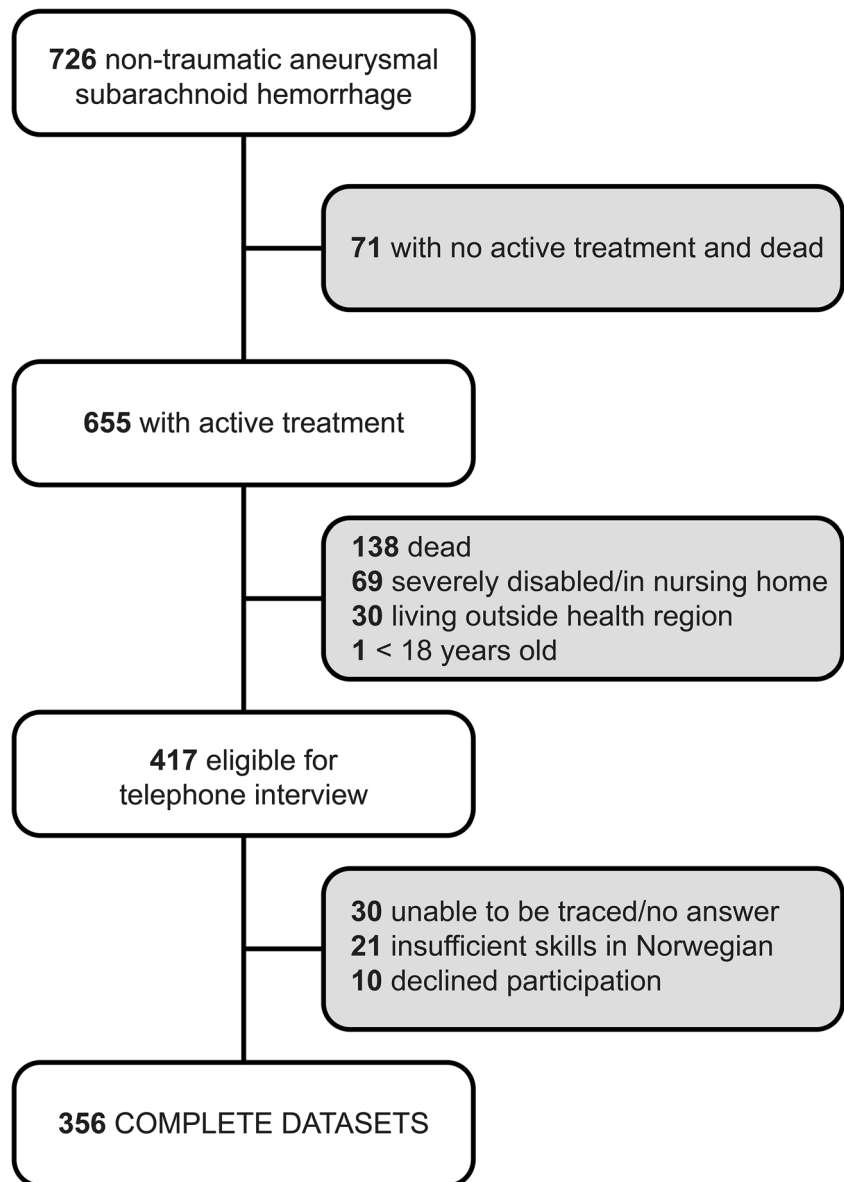 726 non-traumatic aneurysmal
subarachnoid hemorrhage
71 with no active treatment and dead
655 with active treatment
138 dead
69 severely disabled/in nursing home
30 living outside health region
1 < 18 years old
417 eligible for
telephone interview
30 unable to be traced/no answer
21 insufficient skills in Norwegian
10 declined participation
356 COMPLETE DATASETS